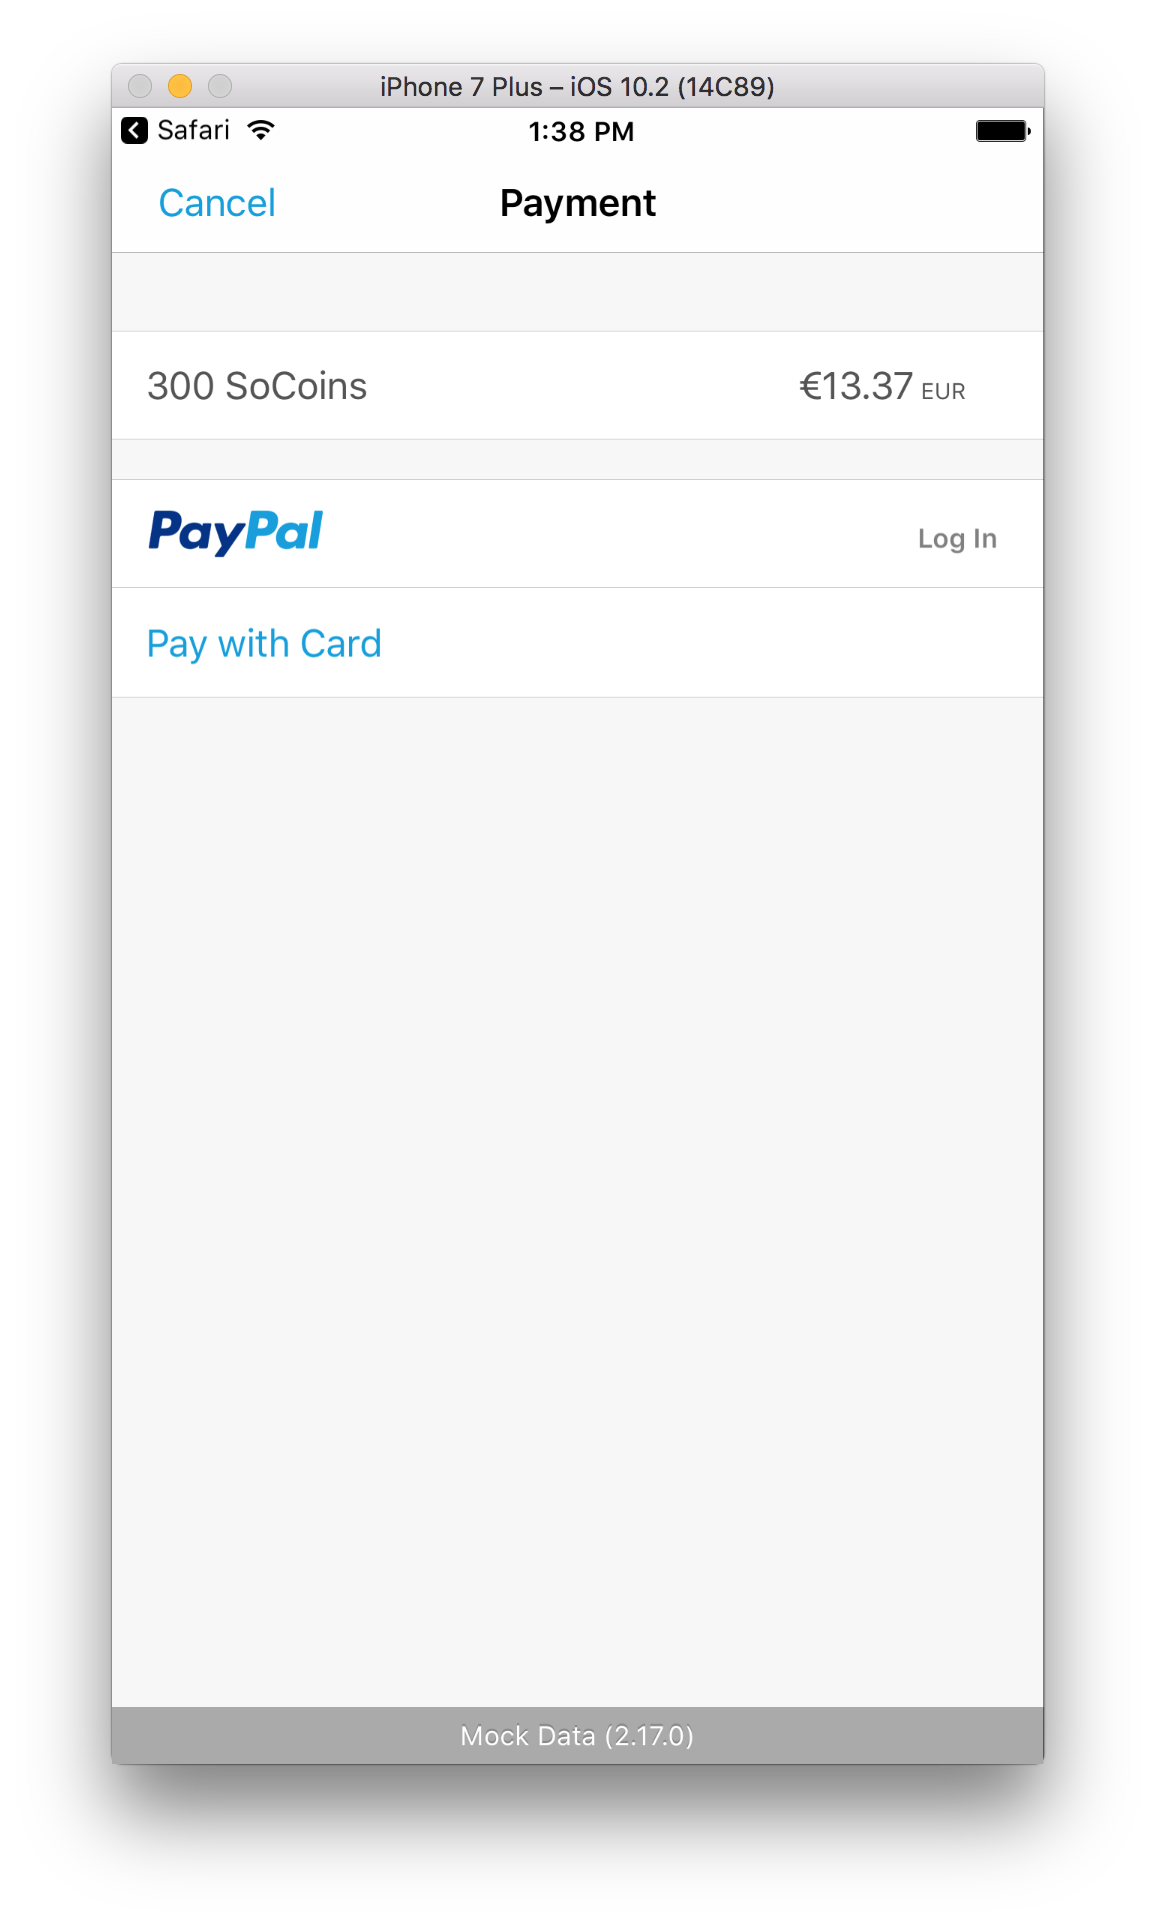 iPhone 7 Plus – iOS 10.2 (14C89)
Safari 1:38 PM
Cancel Payment
300 SoCoins €13.37 EUR
PayPal Log In
Pay with Card
Mock Data (2.17.0)